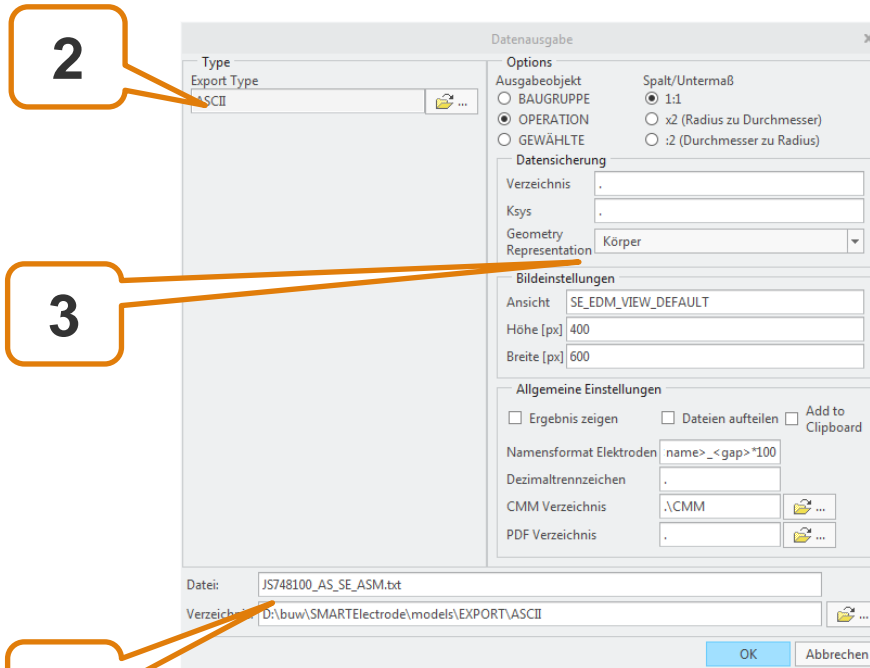 2
3
Datenausgabe
Type
Export Type
ASCII
...
Options
Ausgabeobjekt
BAUGRUPPE
OPERATION
GEWÄHLTE
Spalt/Untermaß
1:1
x2 (Radius zu Durchmesser)
:2 (Durchmesser zu Radius)
Datensicherung
Verzeichnis .
Ksys .
Geometry
Representation Körper
Bildeinstellungen
Ansicht SE_EDM_VIEW_DEFAULT
Höhe [px] 400
Breite [px] 600
Allgemeine Einstellungen
Ergebnis zeigen Dateien aufteilen Add to
Clipboard
Namensformat Elektroden name>_<gap>*100
Dezimaltrennzeichen .
CMM Verzeichnis .\CMM ...
PDF Verzeichnis . ...
Datei: JS748100_AS_SE_ASM.txt
Verzeichnis: D:\buw\SMARTElectrode\models\EXPORT\ASCII ...
OK Abbrechen